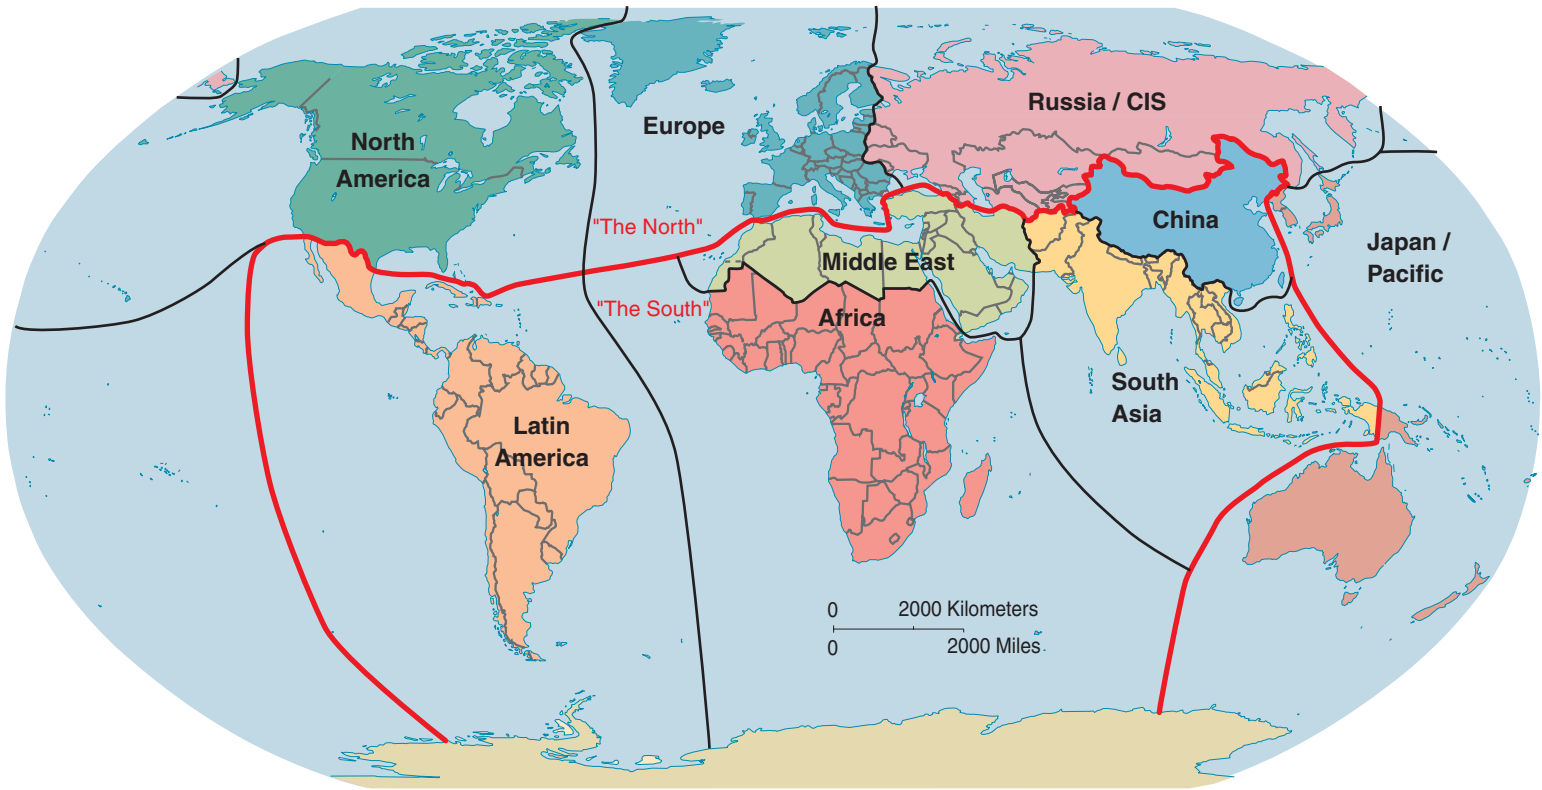 Russia / CIS
Europe
North
America
China
"The North"
Japan /
Pacific
Middle East
"The South"
Africa
South
Asia
Latin
America
0 2000 Kilometers
0 2000 Miles